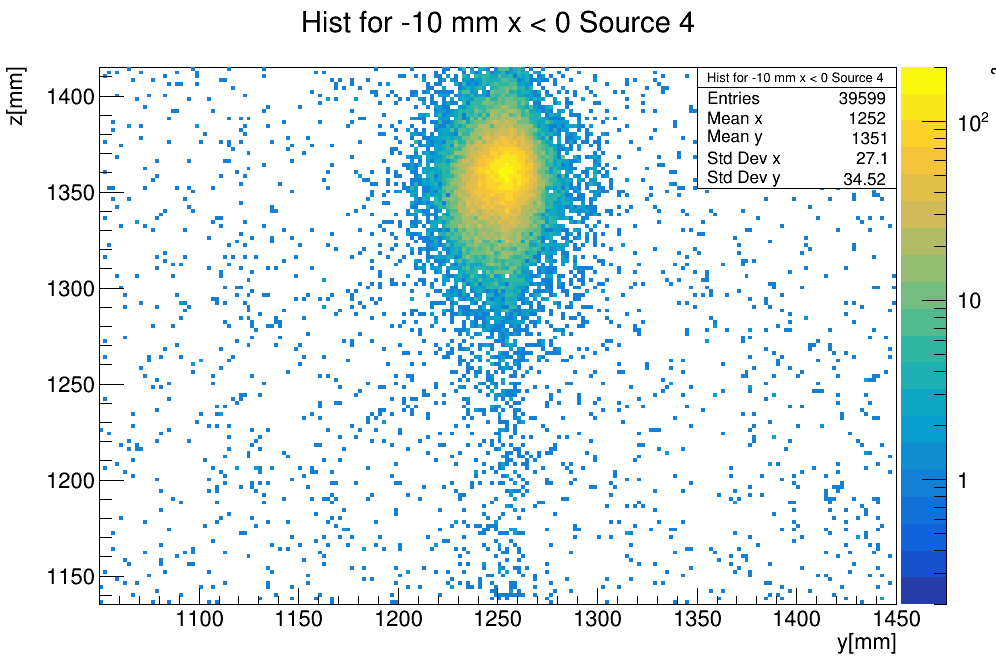 Hist for -10 mm x < 0 Source 4
z[mm]
Hist for -10 mm x < 0 Source 4
Entries 39599
Mean x 1252
Mean y 1351
Std Dev x 27.1
Std Dev y 34.52
1400
1350
1300
1250
1200
1150
10²
10
1
1100 1150 1200 1250 1300 1350 1400 1450
y[mm]